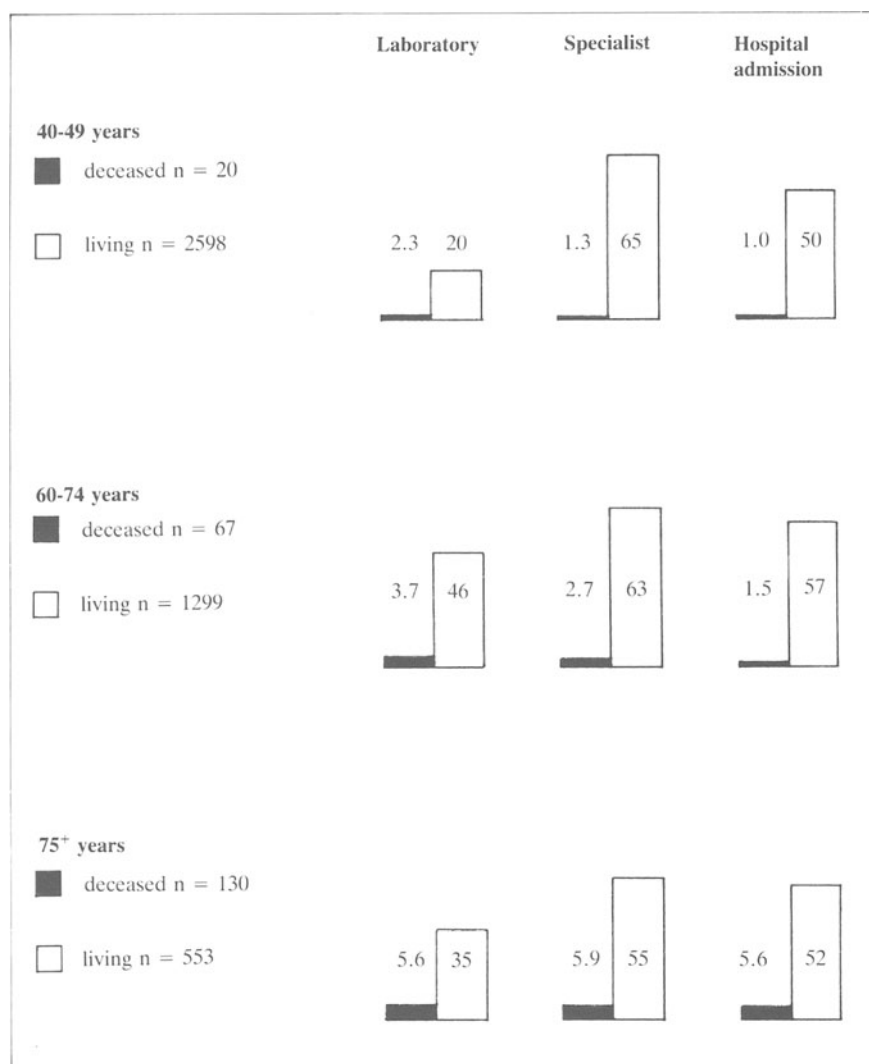 Laboratory Specialist Hospital admission
40-49 years
deceased n = 20
living n = 2598 2.3 20 1.3 65 1.0 50
60-74 years
deceased n = 67
living n = 1299 3.7 46 2.7 63 1.5 57
75+ years
deceased n = 130
living n = 553 5.6 35 5.9 55 5.6 52